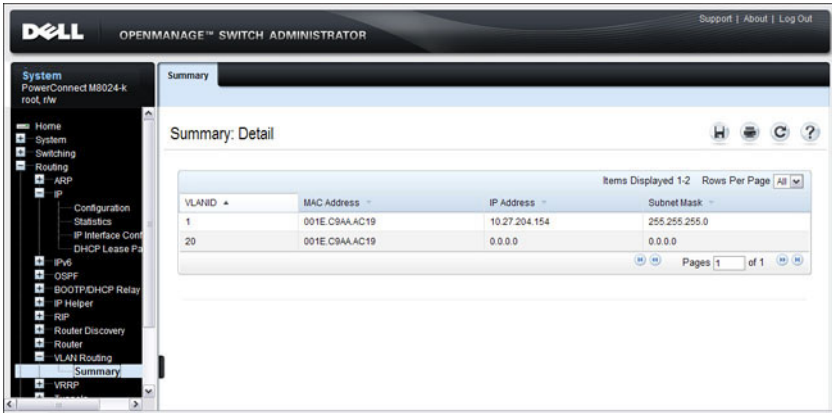 Support | About | Log Out
DELL
OPENMANAGE™ SWITCH ADMINISTRATOR
System
PowerConnect M8024-k
root, r/w
Home
System
Switching
Routing
ARP
IP
Configuration
Statistics
IP Interface Conf
DHCP Lease Pa
IPv6
OSPF
BOOTP/DHCP Relay
IP Helper
RIP
Router Discovery
Router
VLAN Routing
Summary
VRRP
Summary
Summary: Detail
Items Displayed 1-2 Rows Per Page All
VLANID MAC Address IP Address Subnet Mask
1 001E.C9AA.AC19 10.27.204.154 255.255.255.0
20 001E.C9AA.AC19 0.0.0.0 0.0.0.0
Pages 1 of 1